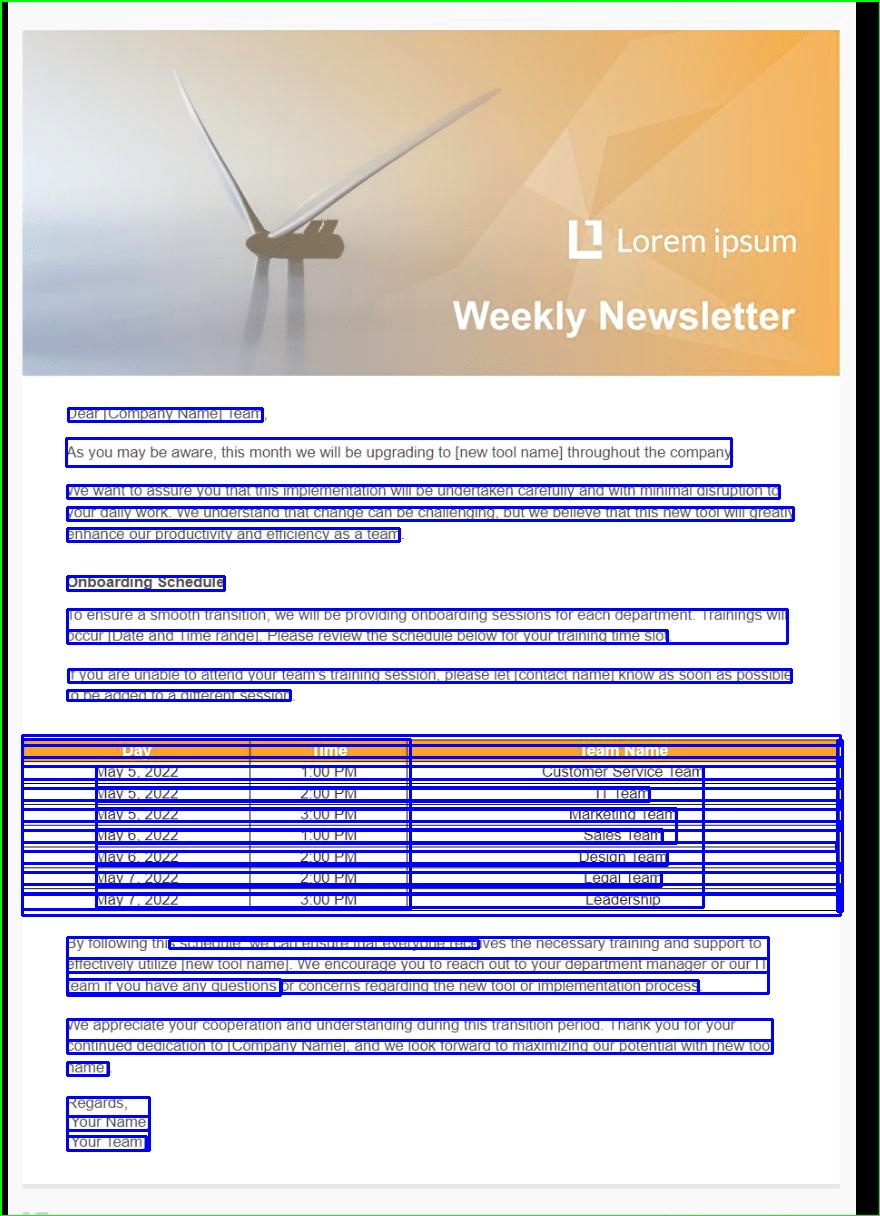 Lorem ipsum
Weekly Newsletter
Dear [Company Name] Team,
As you may be aware, this month we will be upgrading to [new tool name] throughout the company.
We want to assure you that this implementation will be undertaken carefully and with minimal disruption to
your daily work. We understand that change can be challenging, but we believe that this new tool will greatly
enhance our productivity and efficiency as a team.
Onboarding Schedule
To ensure a smooth transition, we will be providing onboarding sessions for each department. Trainings will
occur [Date and Time range]. Please review the schedule below for your training time slot.
If you are unable to attend your team's training session, please let [contact name] know as soon as possible
to be added to a different session.
Day Time Team Name
May 5, 2022 1:00 PM Customer Service Team
May 5, 2022 2:00 PM IT Team
May 5, 2022 3:00 PM Marketing Team
May 6, 2022 1:00 PM Sales Team
May 6, 2022 2:00 PM Design Team
May 7, 2022 2:00 PM Legal Team
May 7, 2022 3:00 PM Leadership
By following this schedule, we can ensure that everyone receives the necessary training and support to
effectively utilize [new tool name]. We encourage you to reach out to your department manager or our IT
team if you have any questions or concerns regarding the new tool or implementation process.
We appreciate your cooperation and understanding during this transition period. Thank you for your
continued dedication to [Company Name], and we look forward to maximizing our potential with [new tool
name].
Regards,
[Your Name]
[Your Team]